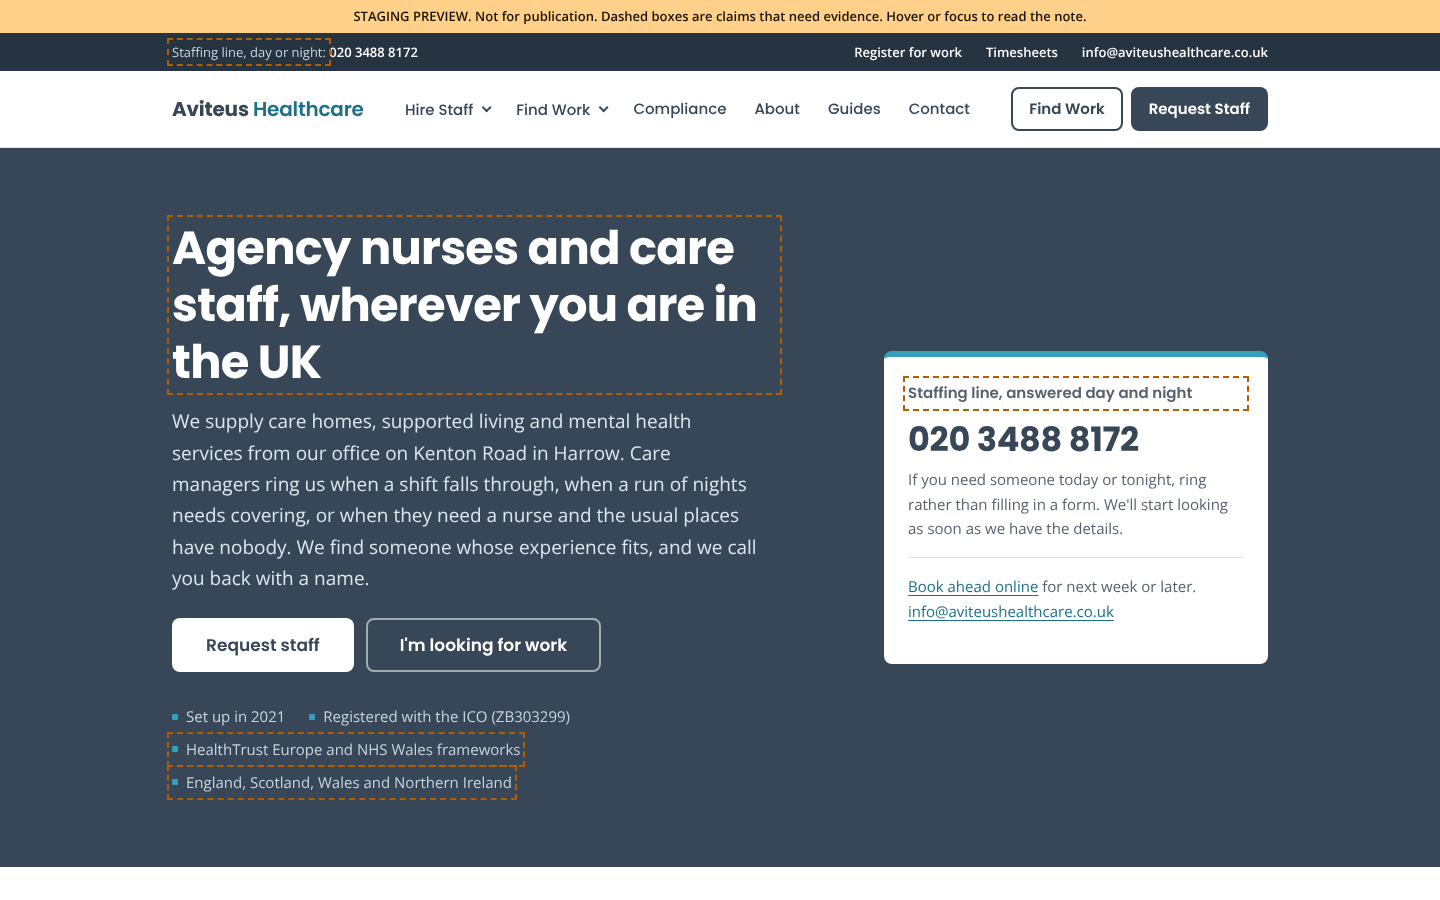 STAGING PREVIEW. Not for publication. Dashed boxes are claims that need evidence. Hover or focus to read the note.
Staffing line, day or night: 020 3488 8172
Register for work
Timesheets
info@aviteushealthcare.co.uk
Aviteus Healthcare
Hire Staff
Find Work
Compliance
About
Guides
Contact
Find Work
Request Staff
Agency nurses and care
staff, wherever you are in
the UK
We supply care homes, supported living and mental health
services from our office on Kenton Road in Harrow. Care
managers ring us when a shift falls through, when a run of nights
needs covering, or when they need a nurse and the usual places
have nobody. We find someone whose experience fits, and we call
you back with a name.
Request staff
I'm looking for work
Set up in 2021
Registered with the ICO (ZB303299)
HealthTrust Europe and NHS Wales frameworks
England, Scotland, Wales and Northern Ireland
Staffing line, answered day and night
020 3488 8172
If you need someone today or tonight, ring
rather than filling in a form. We'll start looking
as soon as we have the details.
Book ahead online for next week or later.
info@aviteushealthcare.co.uk